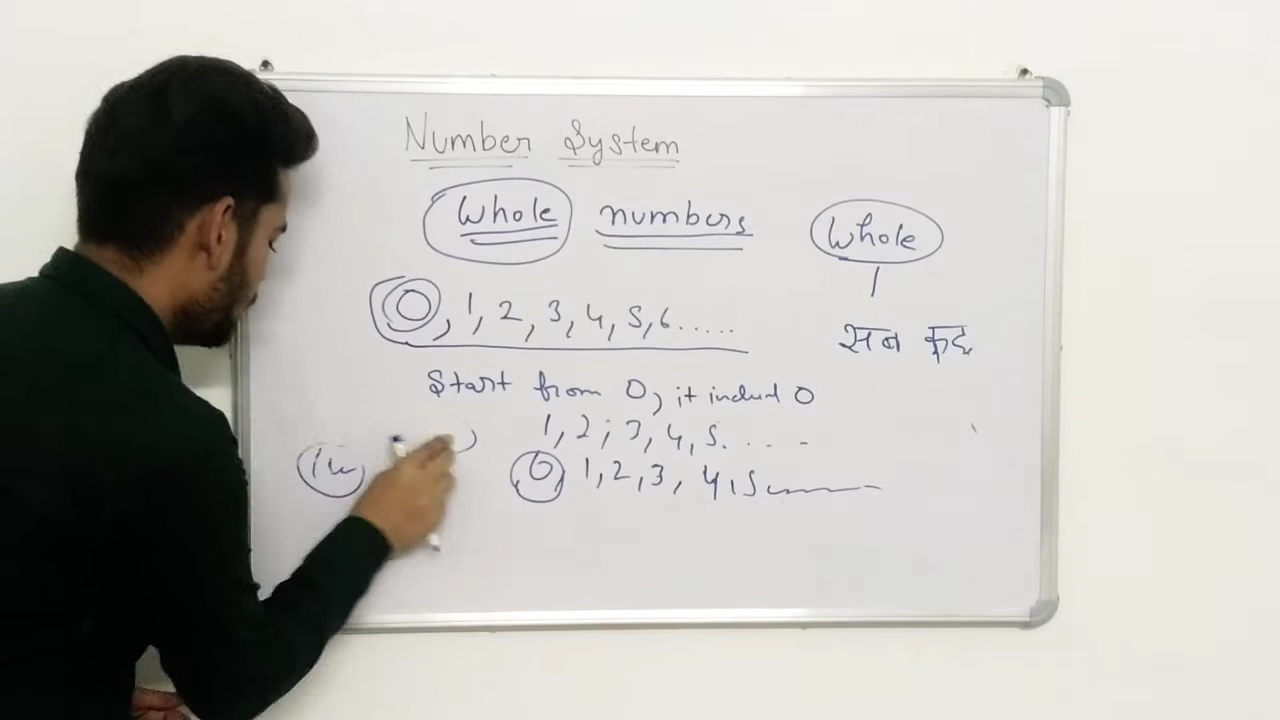 Number System
Whole numbers
Whole
0, 1, 2, 3, 4, 5, 6.....
सब कुछ
Start from 0, it includ 0
1, 2, 3, 4, 5. . . . -
0 1, 2, 3, 4, 5